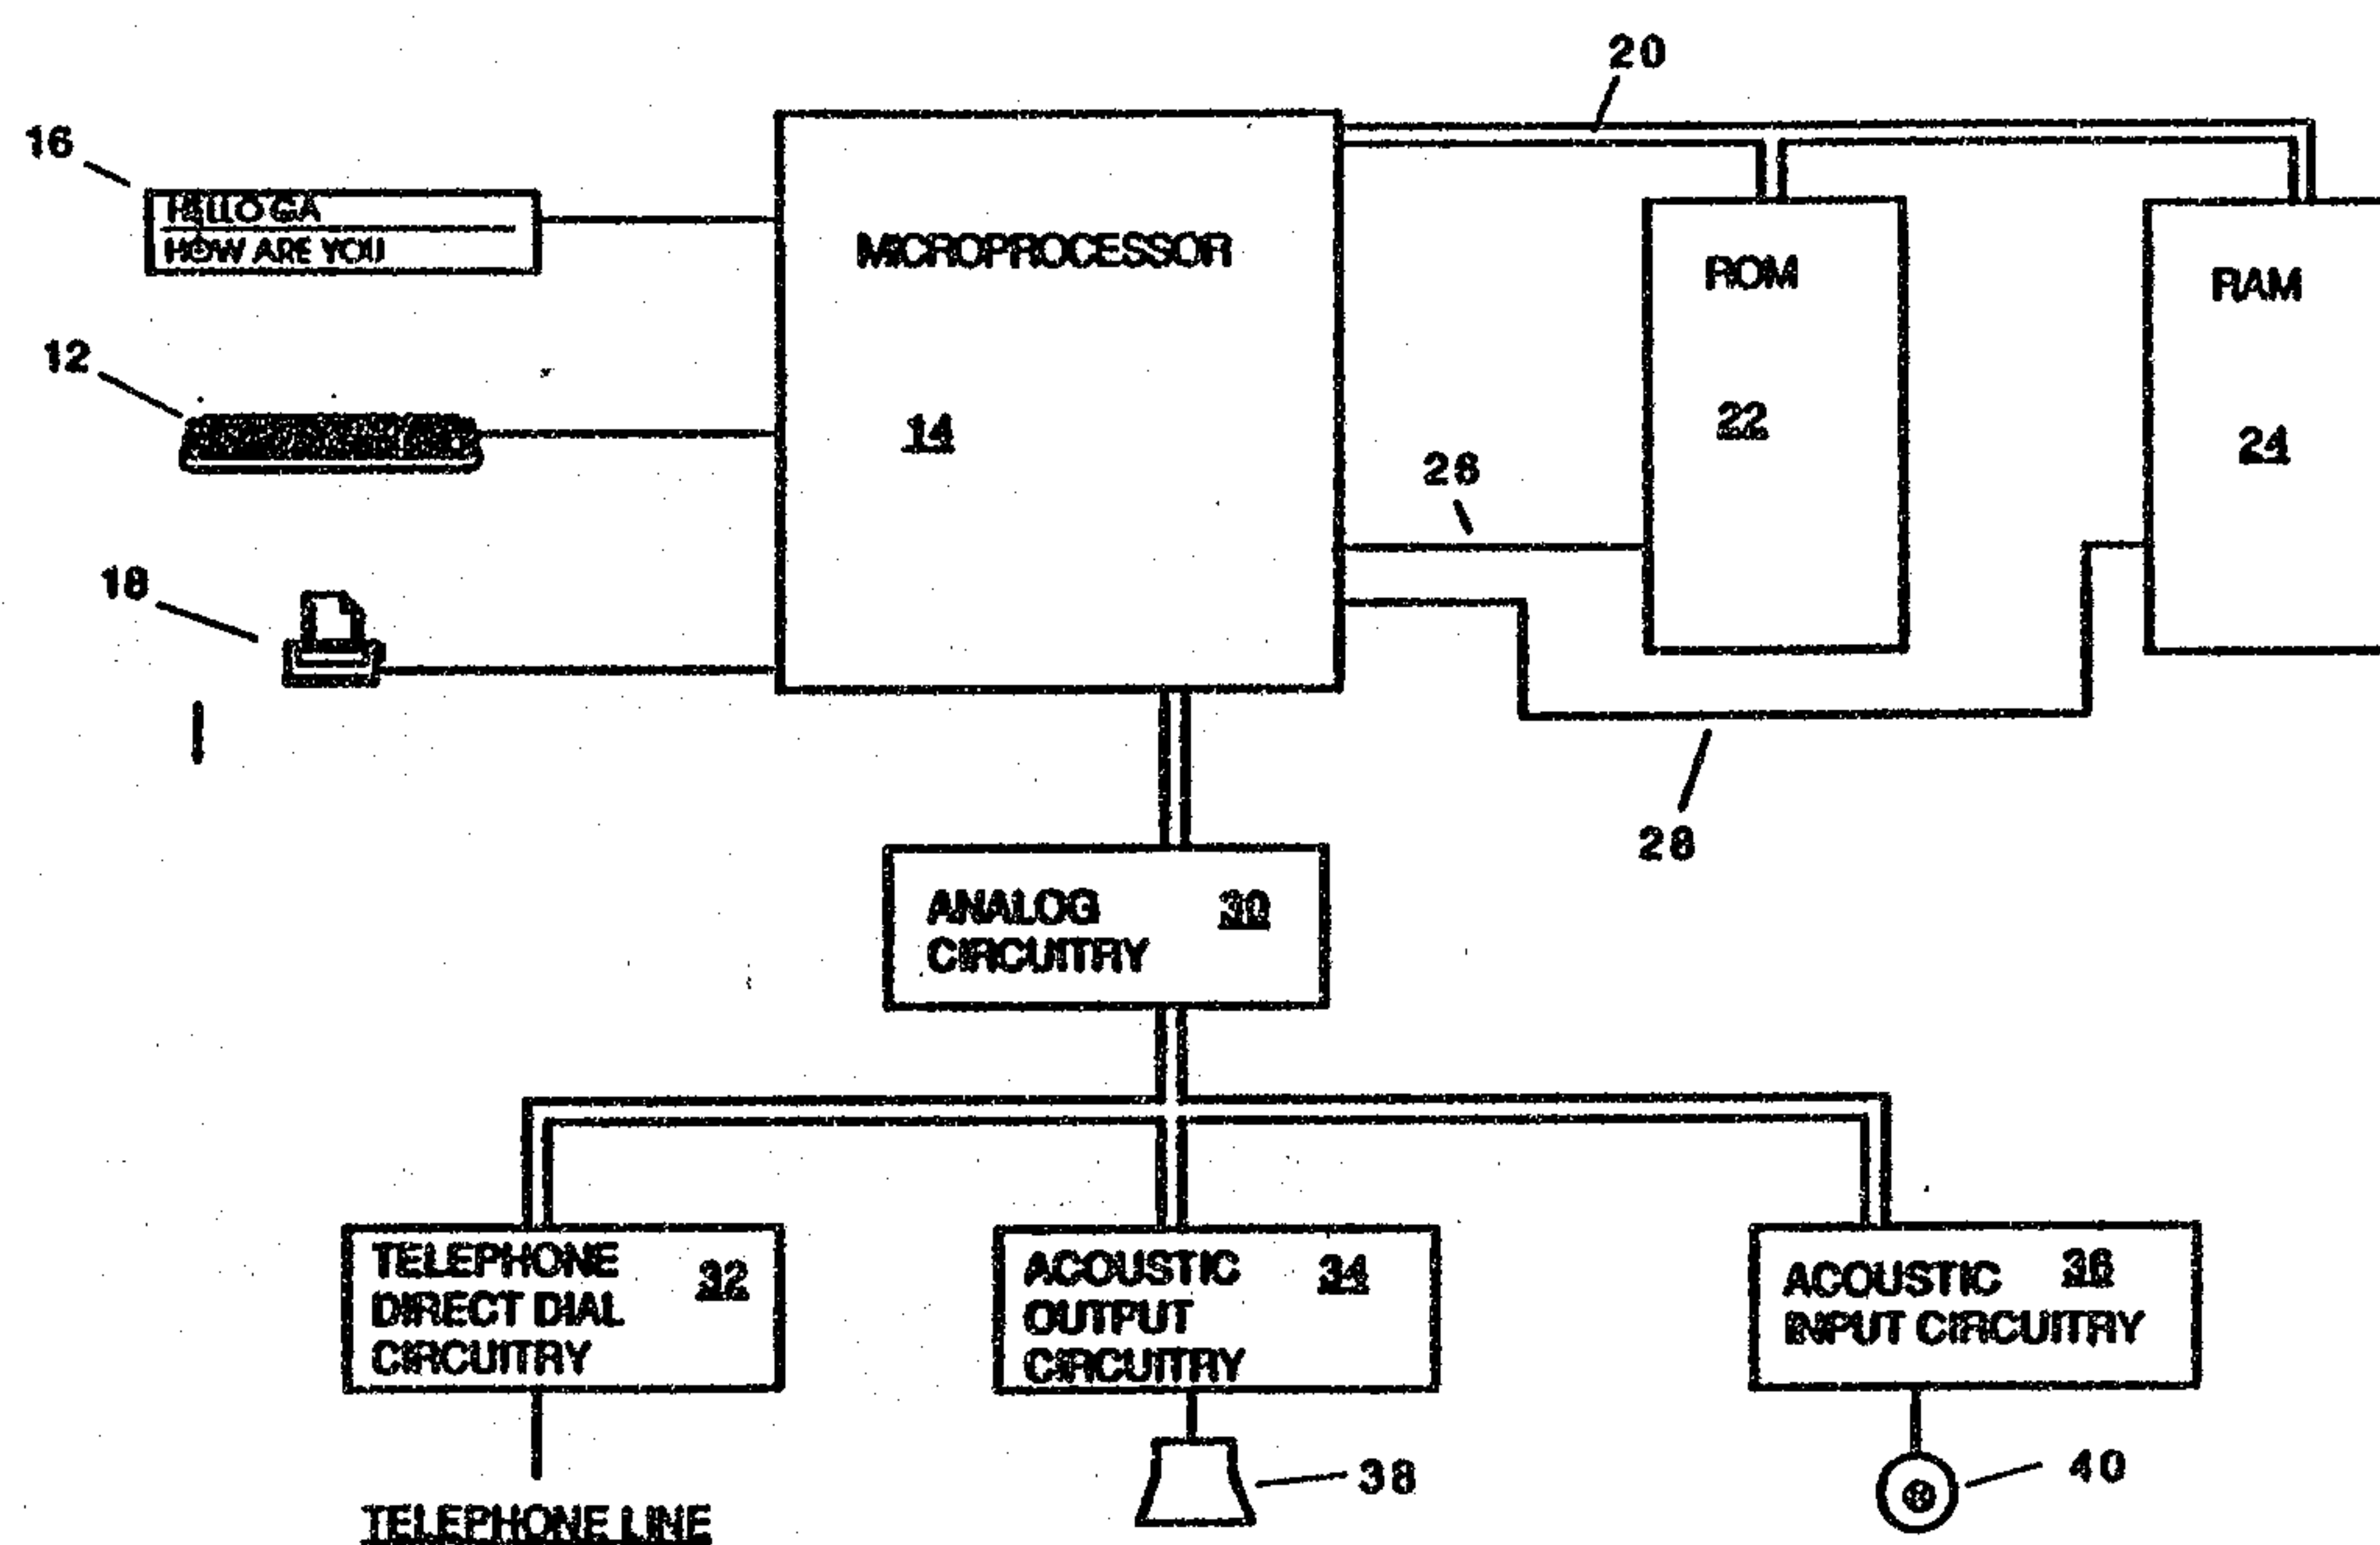 20
16
HELLO GA
HOW ARE YOU
MICROPROCESSOR
ROM
RAM
12
14
22
24
26
18
28
ANALOG
CIRCUITRY
30
TELEPHONE
DIRECT DIAL
CIRCUITRY
32
ACOUSTIC
OUTPUT
CIRCUITRY
34
ACOUSTIC
INPUT CIRCUITRY
36
38
40
TELEPHONE LINE